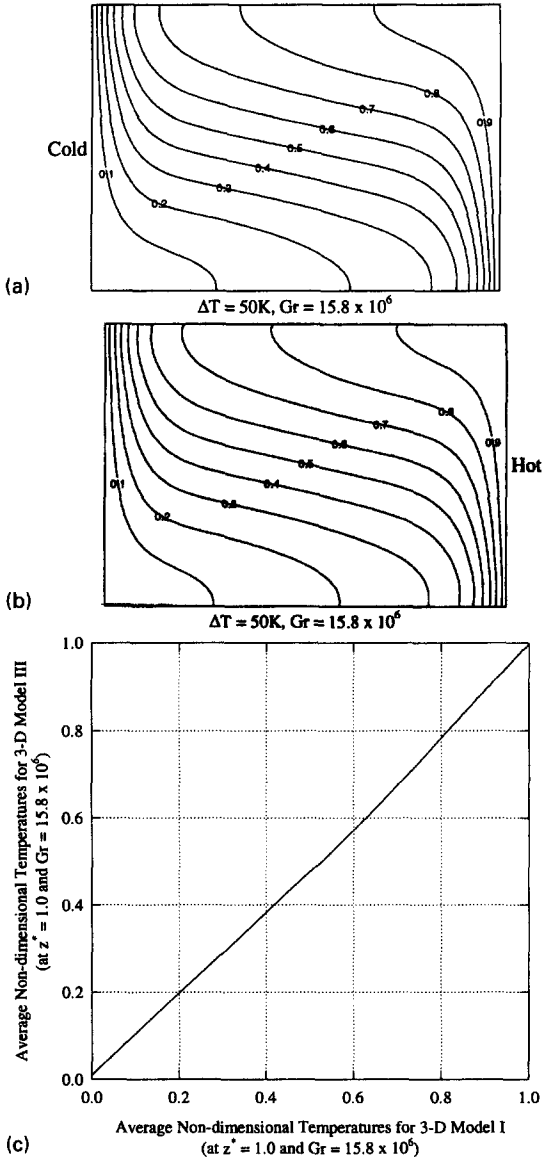 Cold
0.9
0.8
0.7
0.6
0.5
0.4
0.3
0.2
0.1
(a)
ΔT = 50K, Gr = 15.8 x 10⁶
Hot
0.9
0.8
0.7
0.6
0.5
0.4
0.3
0.2
0.1
(b)
ΔT = 50K, Gr = 15.8 x 10⁶
Average Non-dimensional Temperatures for 3-D Model III
(at z* = 1.0 and Gr = 15.8 x 10⁶)
1.0
0.8
0.6
0.4
0.2
0.0
0.0 0.2 0.4 0.6 0.8 1.0
Average Non-dimensional Temperatures for 3-D Model I
(at z* = 1.0 and Gr = 15.8 x 10⁶)
(c)